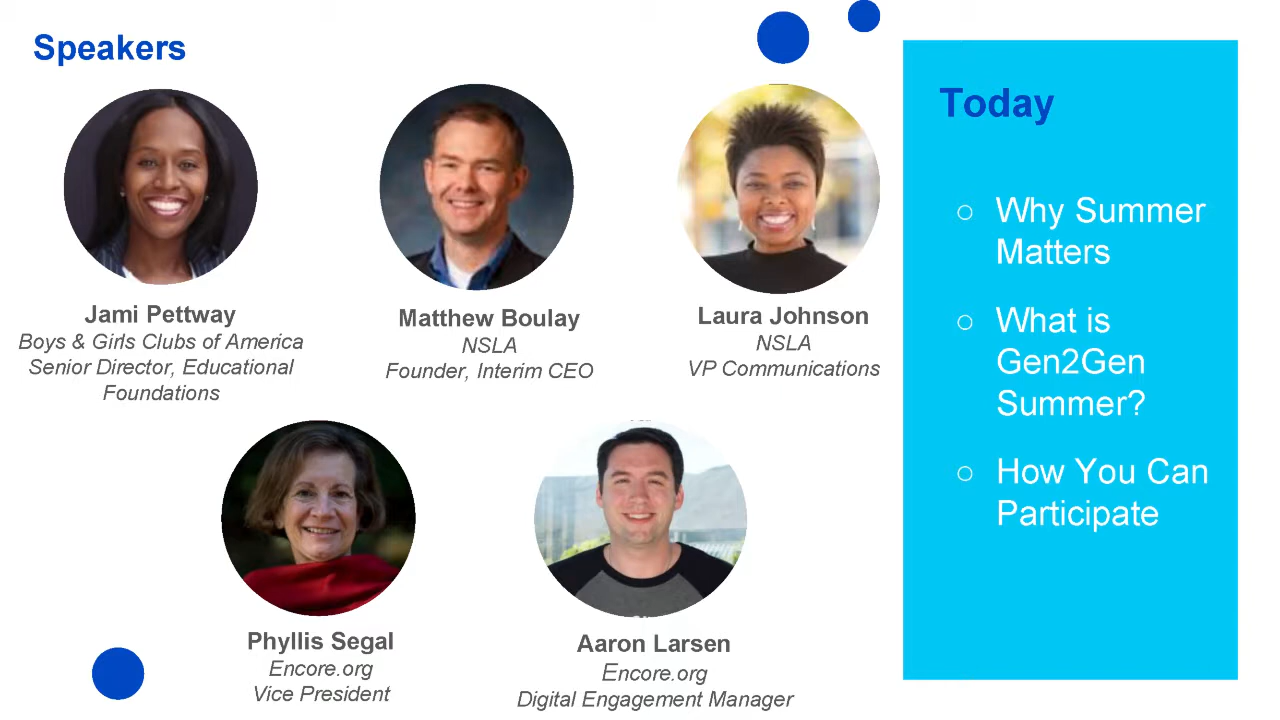 Speakers
Jami Pettway
Boys & Girls Clubs of America
Senior Director, Educational
Foundations
Matthew Boulay
NSLA
Founder, Interim CEO
Laura Johnson
NSLA
VP Communications
Phyllis Segal
Encore.org
Vice President
Aaron Larsen
Encore.org
Digital Engagement Manager
Today
○ Why Summer
Matters
○ What is
Gen2Gen
Summer?
○ How You Can
Participate